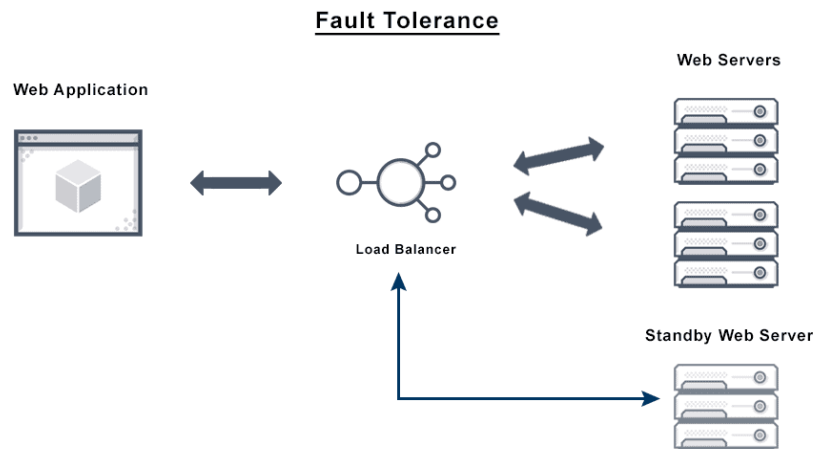 Fault Tolerance
Web Servers
Web Application
Load Balancer
Standby Web Server